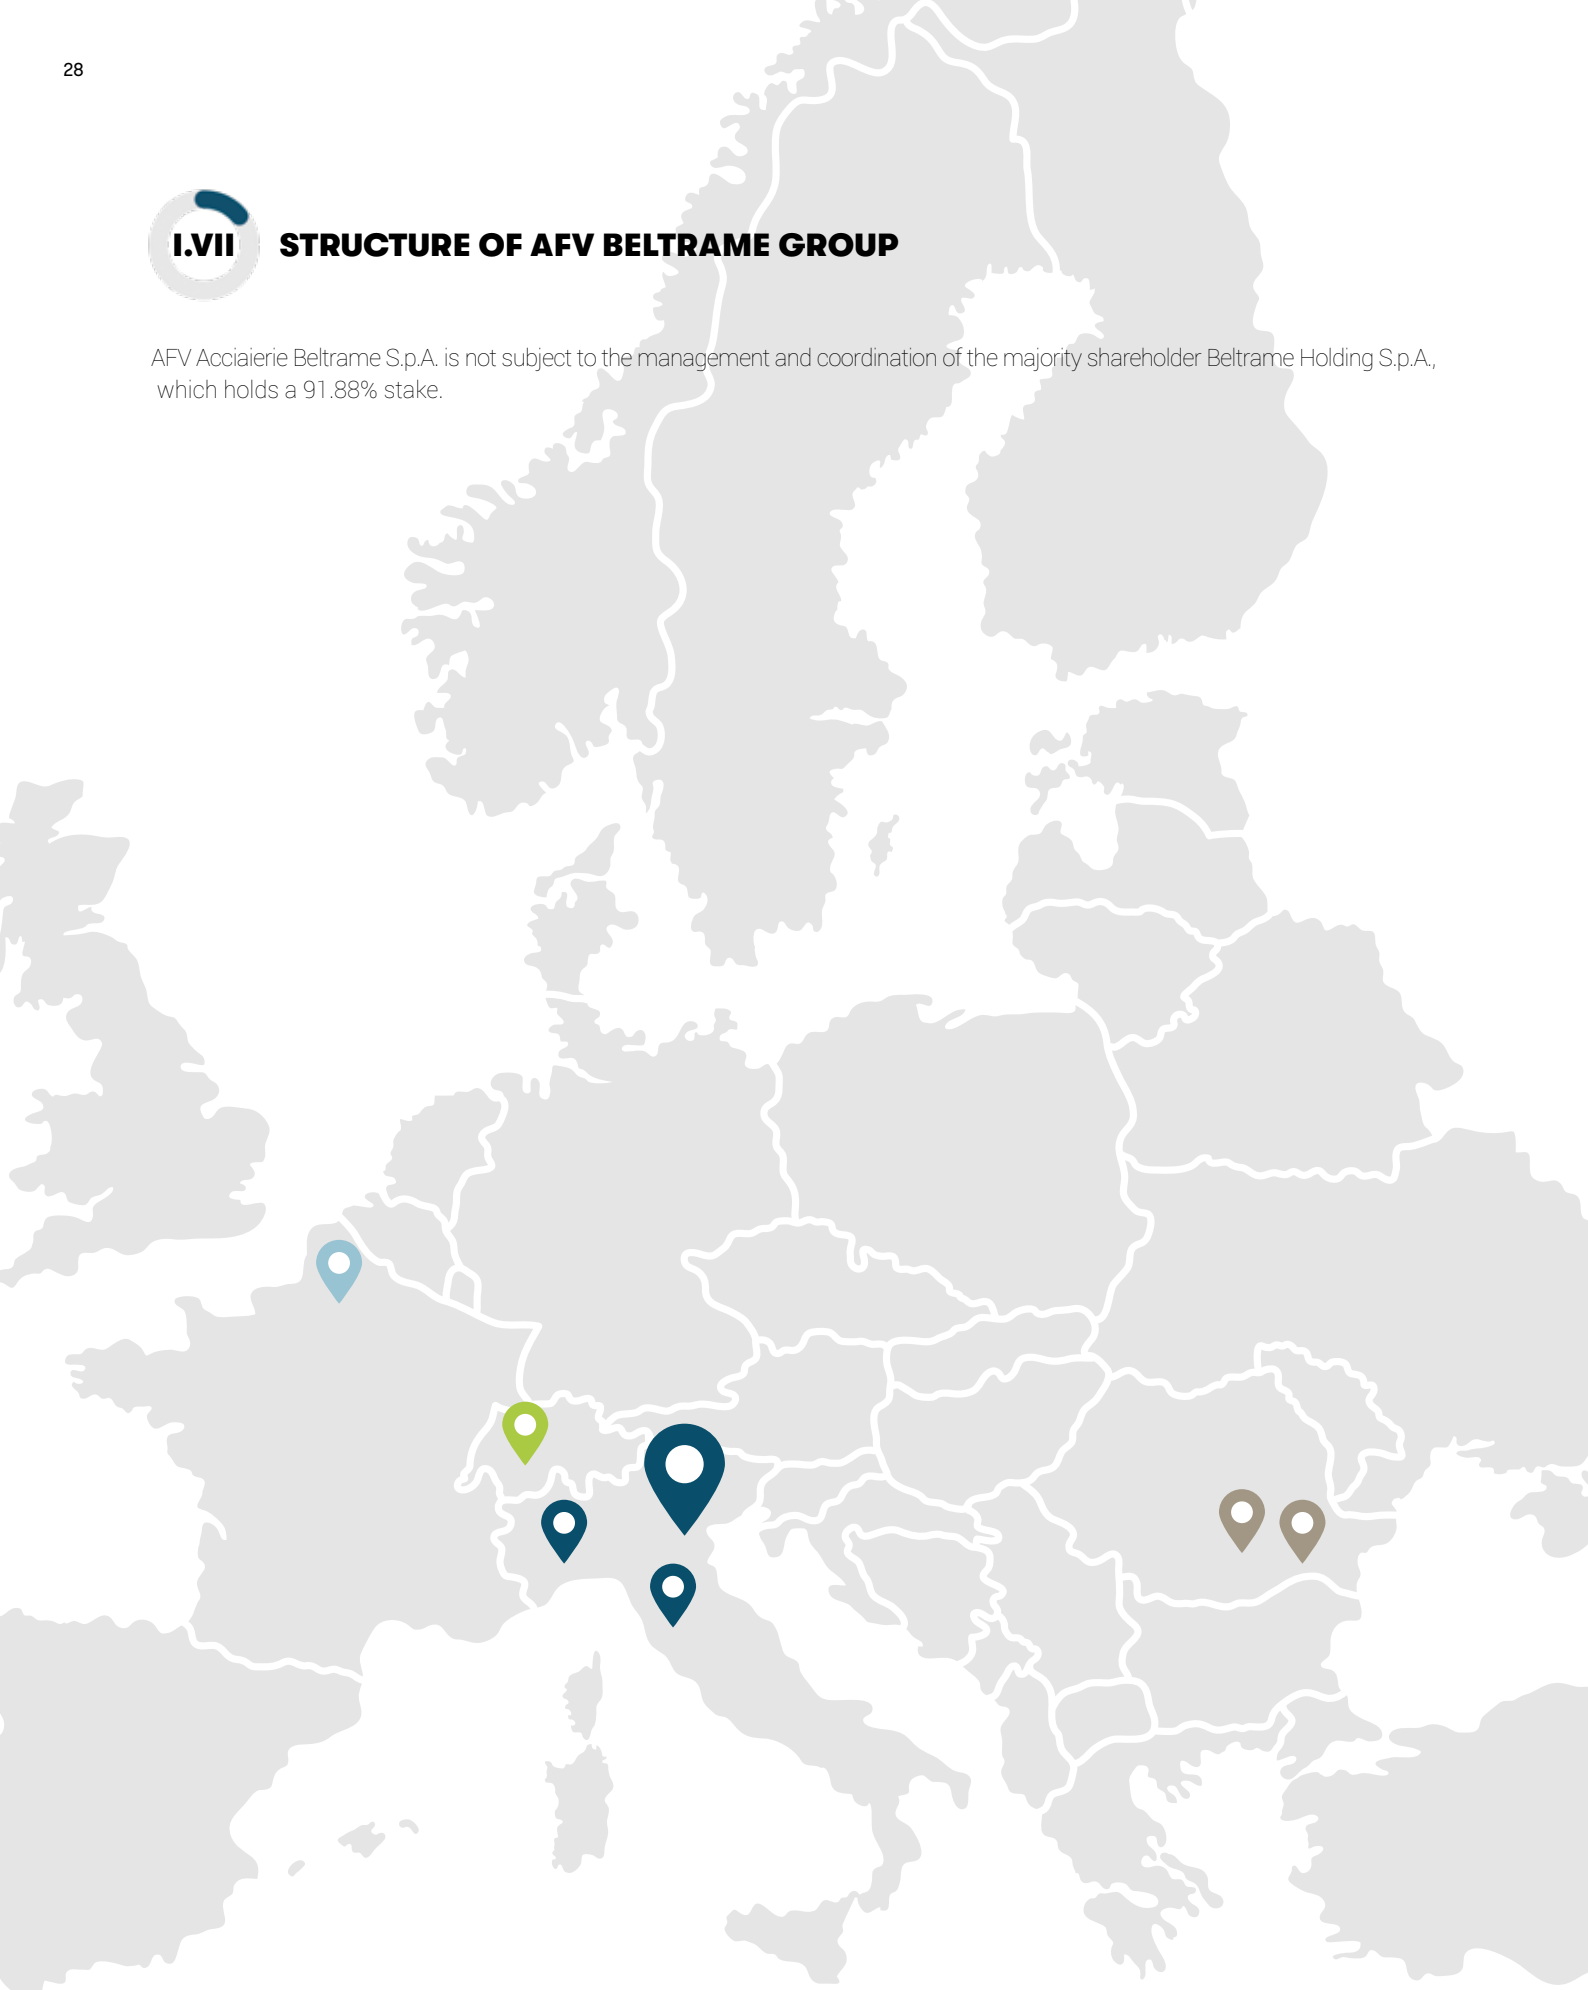 28
I.VII STRUCTURE OF AFV BELTRAME GROUP
AFV Acciaierie Beltrame S.p.A. is not subject to the management and coordination of the majority shareholder Beltrame Holding S.p.A.,
which holds a 91.88% stake.